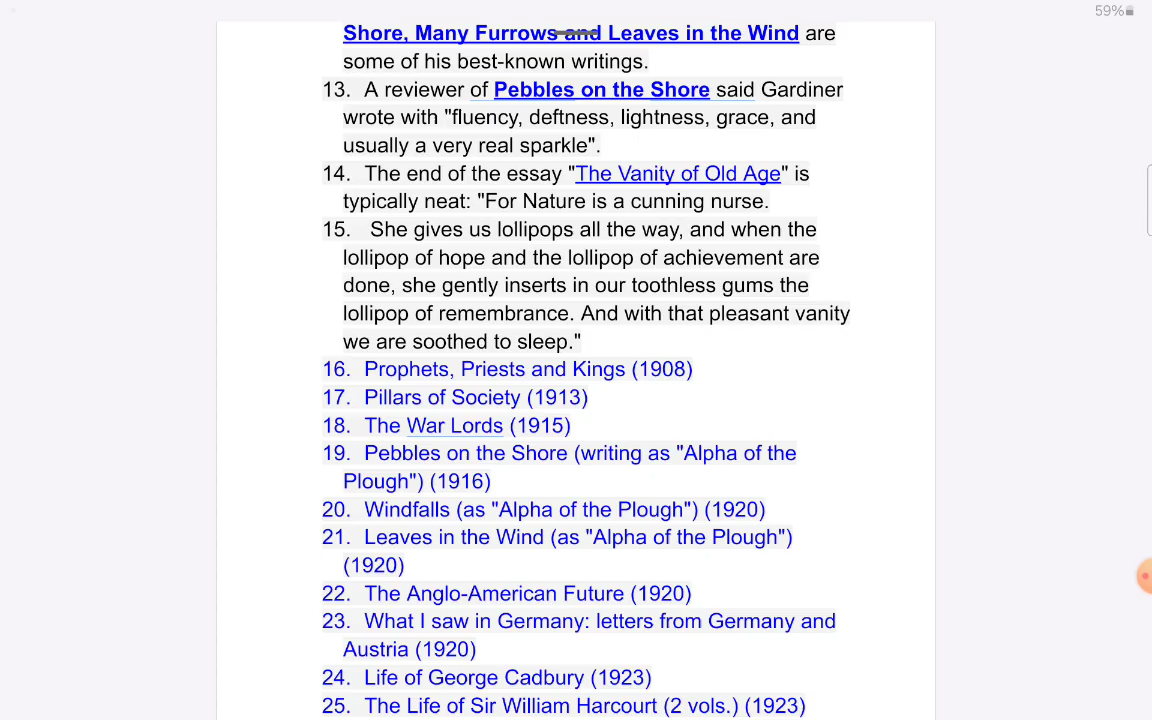 59%
Shore, Many Furrows and Leaves in the Wind are
some of his best-known writings.
13. A reviewer of Pebbles on the Shore said Gardiner
wrote with "fluency, deftness, lightness, grace, and
usually a very real sparkle".
14. The end of the essay "The Vanity of Old Age" is
typically neat: "For Nature is a cunning nurse.
15. She gives us lollipops all the way, and when the
lollipop of hope and the lollipop of achievement are
done, she gently inserts in our toothless gums the
lollipop of remembrance. And with that pleasant vanity
we are soothed to sleep."
16. Prophets, Priests and Kings (1908)
17. Pillars of Society (1913)
18. The War Lords (1915)
19. Pebbles on the Shore (writing as "Alpha of the
Plough") (1916)
20. Windfalls (as "Alpha of the Plough") (1920)
21. Leaves in the Wind (as "Alpha of the Plough")
(1920)
22. The Anglo-American Future (1920)
23. What I saw in Germany: letters from Germany and
Austria (1920)
24. Life of George Cadbury (1923)
25. The Life of Sir William Harcourt (2 vols.) (1923)